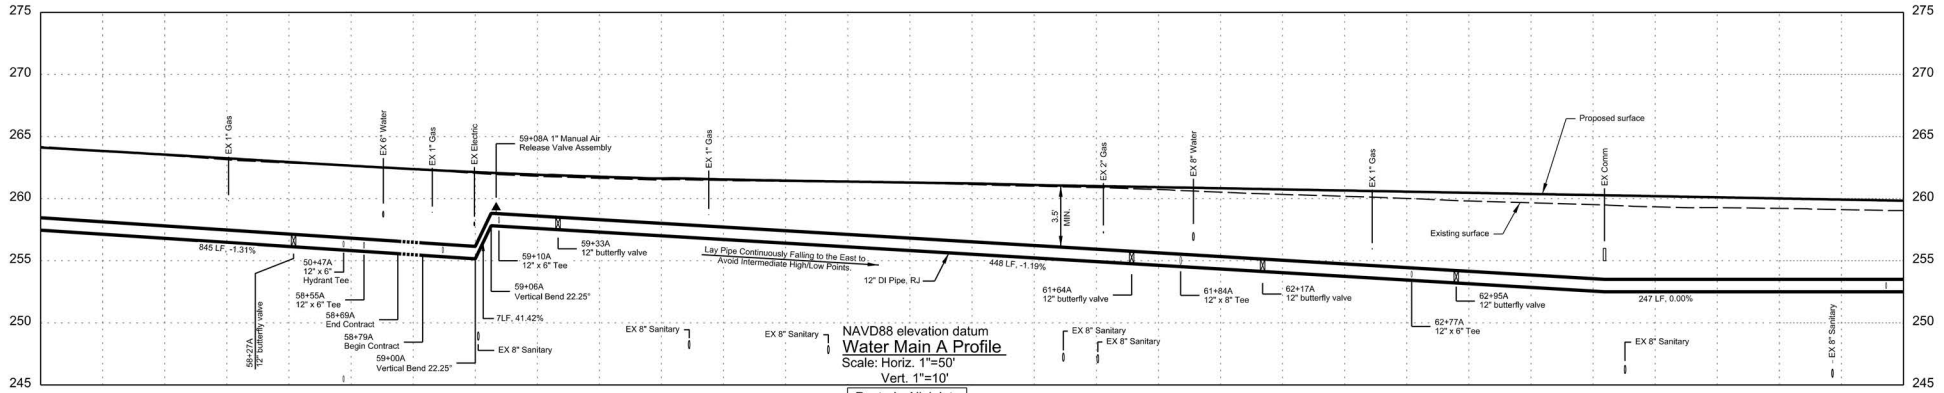 275
275
270
270
265
265
260
260
255
255
250
250
245
245
EX 1" Gas
EX 6" Water
EX 1" Gas
EX Electric
59+08A 1" Manual Air
Release Valve Assembly
EX 1" Gas
EX 2" Gas
EX 8" Water
EX 1" Gas
EX Comm
Proposed surface
Existing surface
3.5'
MIN.
845 LF, -1.31%
58+27A
12" butterfly valve
50+47A
12" x 6"
Hydrant Tee
58+55A
12" x 6" Tee
58+69A
End Contract
58+79A
Begin Contract
59+00A
Vertical Bend 22.25°
7LF, 41.42%
59+06A
Vertical Bend 22.25°
59+10A
12" x 6" Tee
59+33A
12" butterfly valve
Lay Pipe Continuously Falling to the East to
Avoid Intermediate High/Low Points.
12" DI Pipe, RJ
448 LF, -1.19%
61+64A
12" butterfly valve
61+84A
12" x 8" Tee
62+17A
12" butterfly valve
62+77A
12" x 6" Tee
62+95A
12" butterfly valve
247 LF, 0.00%
EX 8" Sanitary
EX 8" Sanitary
EX 8" Sanitary
EX 8" Sanitary
EX 8" Sanitary
EX 8" Sanitary
EX 8" Sanitary
NAVD88 elevation datum
Water Main A Profile
Scale: Horiz. 1"=50'
Vert. 1"=10'